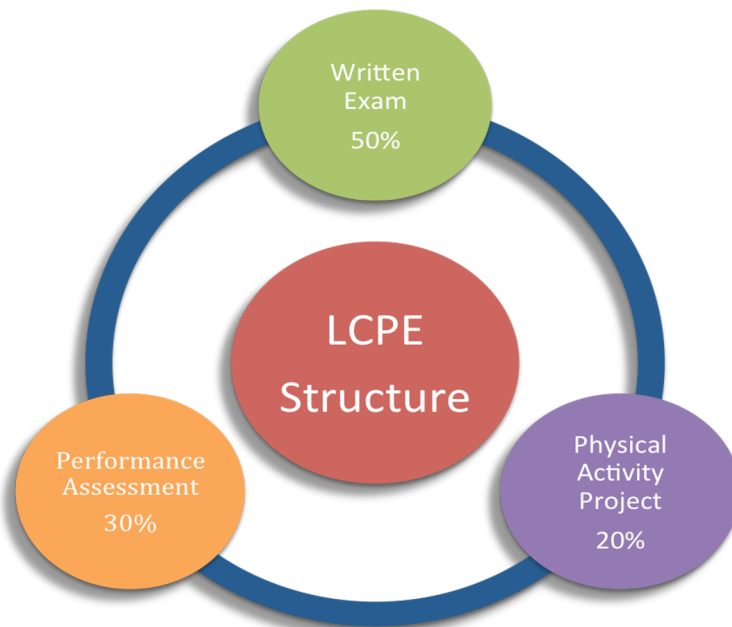 Written
Exam
50%
LCPE
Structure
Performance
Assessment
30%
Physical
Activity
Project
20%